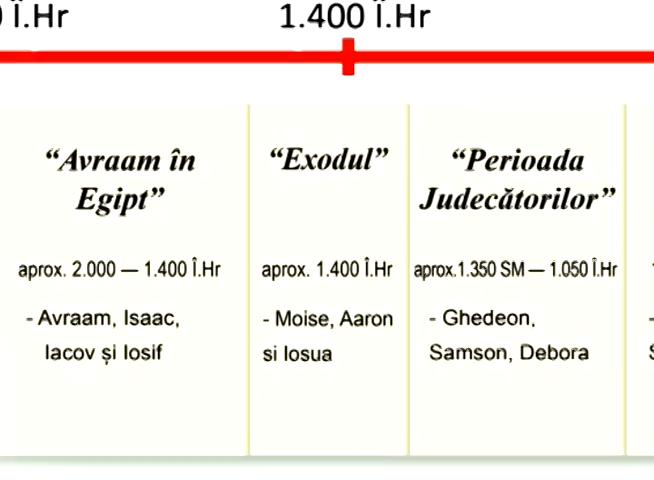 Î.Hr
1.400 Î.Hr
“Avraam în
Egipt”
aprox. 2.000 — 1.400 Î.Hr
- Avraam, Isaac,
Iacov și Iosif
“Exodul”
aprox. 1.400 Î.Hr
- Moise, Aaron
si Iosua
“Perioada
Judecătorilor”
aprox.1.350 SM — 1.050 Î.Hr
- Ghedeon,
Samson, Debora